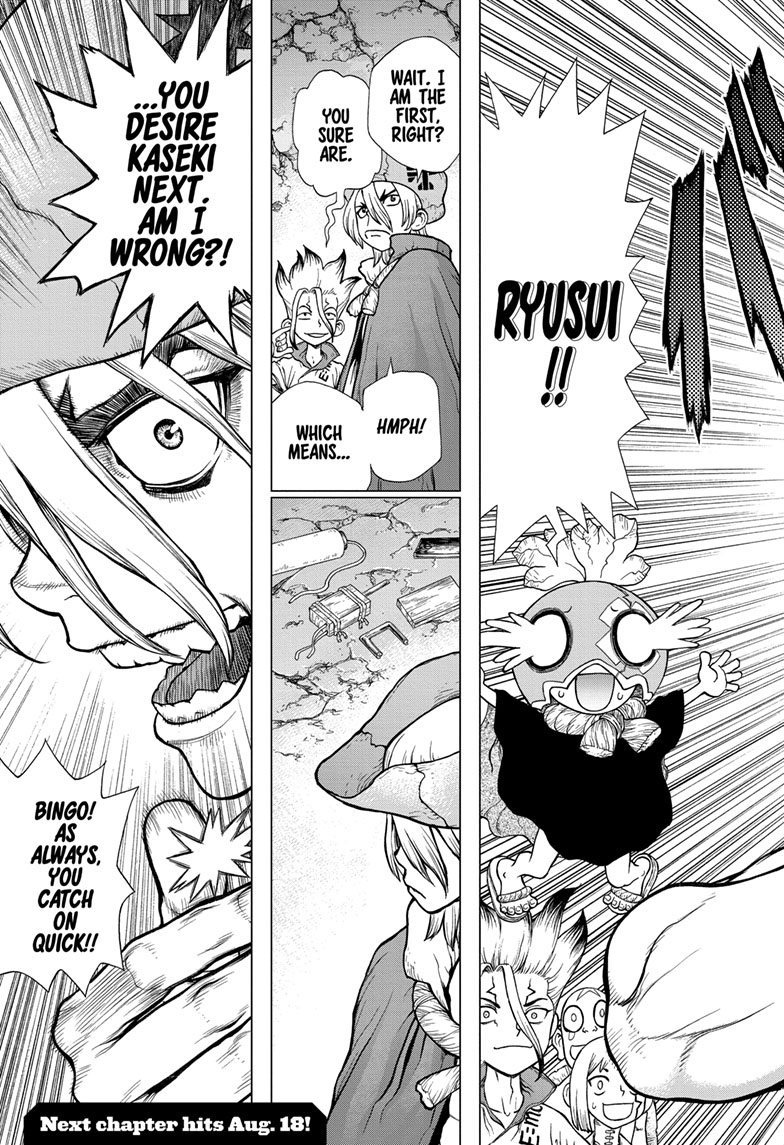 RYUSUI
!!
WAIT. I
AM THE
FIRST,
RIGHT?
YOU
SURE
ARE.
HMPH!
WHICH
MEANS...
...YOU
DESIRE
KASEKI
NEXT.
AM I
WRONG?!
BINGO!
AS
ALWAYS,
YOU
CATCH
ON
QUICK!!
Next chapter hits Aug. 18!